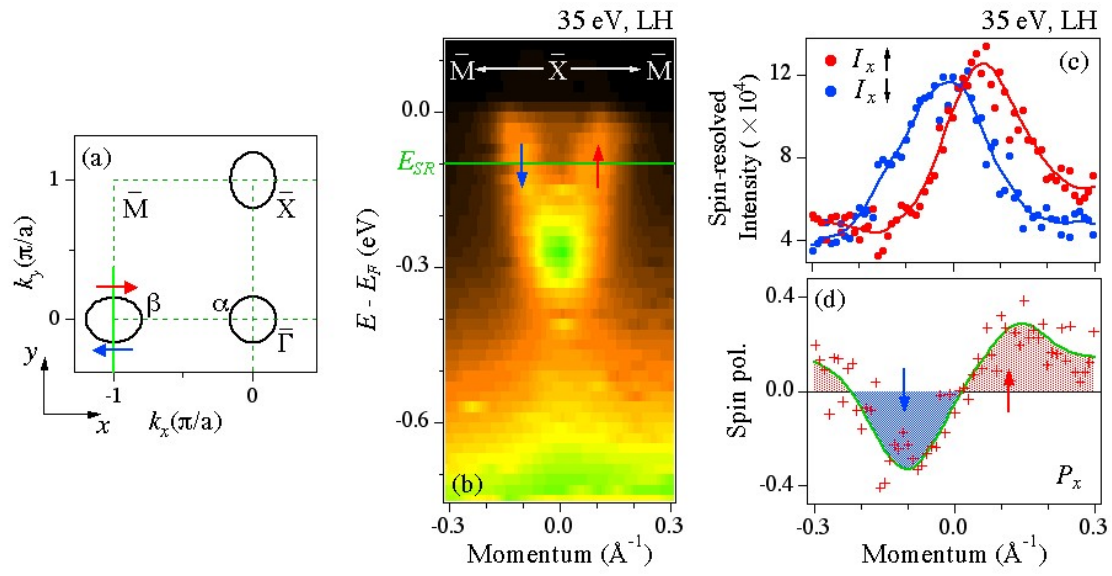 (a)
1
0
k_y(π/a)
M̄
X̄
β
α
Γ̄
y
x
-1
0
k_x(π/a)
35 eV, LH
M̄ X̄ M̄
0.0
E_SR
-0.3
-0.6
E - E_F (eV)
(b)
-0.3 0.0 0.3
Momentum (Å⁻¹)
35 eV, LH
(c)
I_x ↑
I_x ↓
12
8
4
Spin-resolved
Intensity ( × 10⁴)
(d)
0.4
0.0
-0.4
Spin pol.
P_x
-0.3 0.0 0.3
Momentum (Å⁻¹)